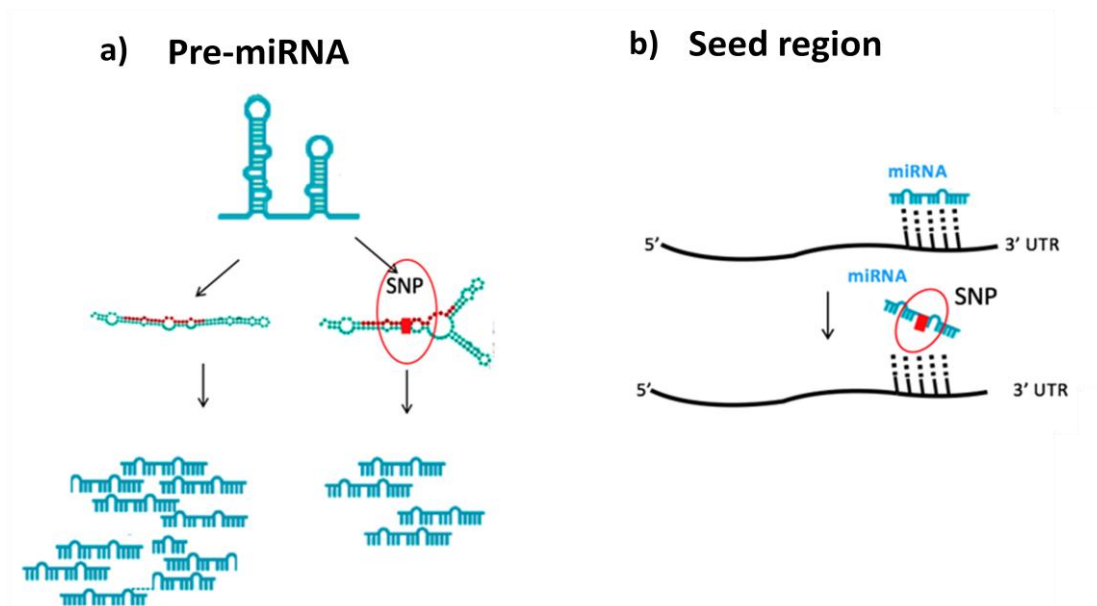 a) Pre-miRNA
SNP
b) Seed region
miRNA
5’ 3’ UTR
miRNA
SNP
5’ 3’ UTR